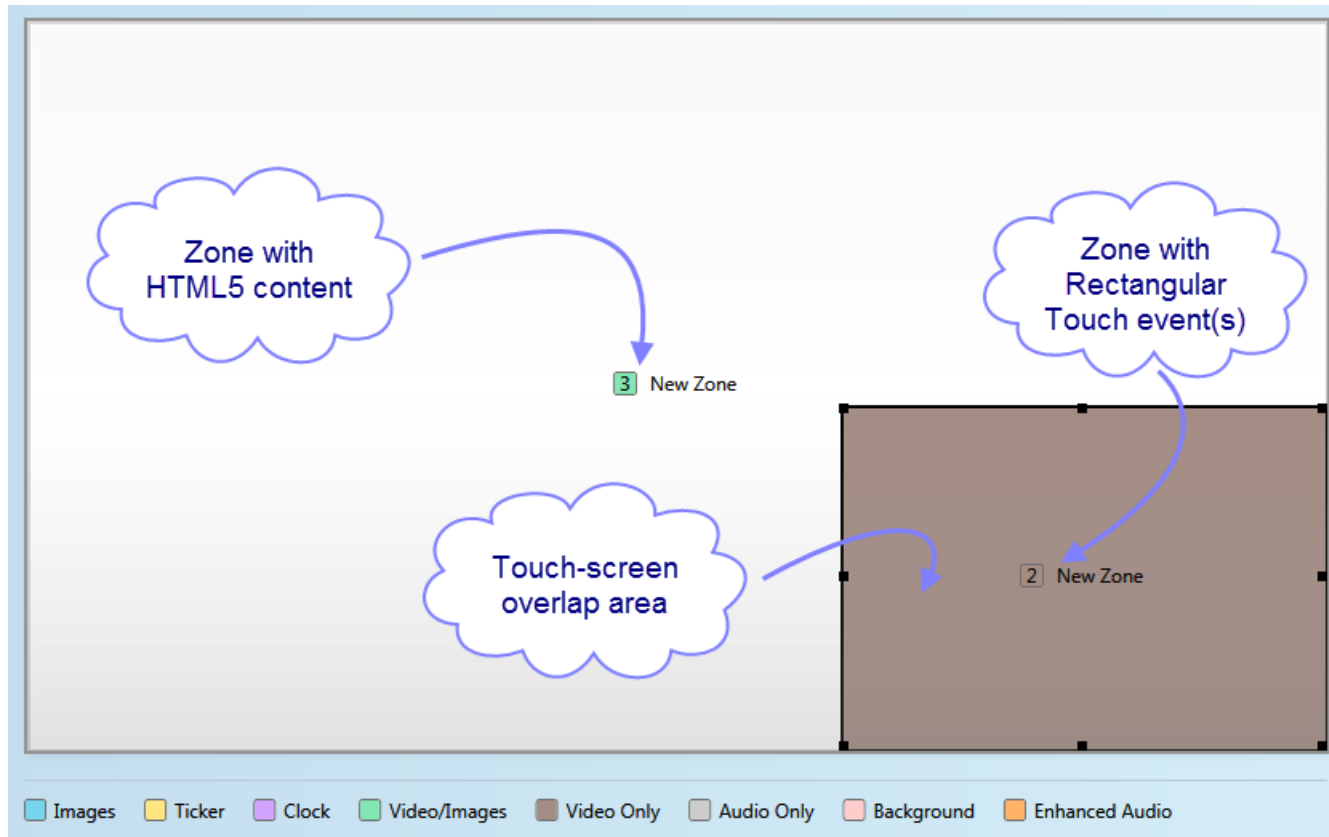 Zone with
HTML5 content
Zone with
Rectangular
Touch event(s)
3 New Zone
Touch-screen
overlap area
2 New Zone
Images Ticker Clock Video/Images Video Only Audio Only Background Enhanced Audio